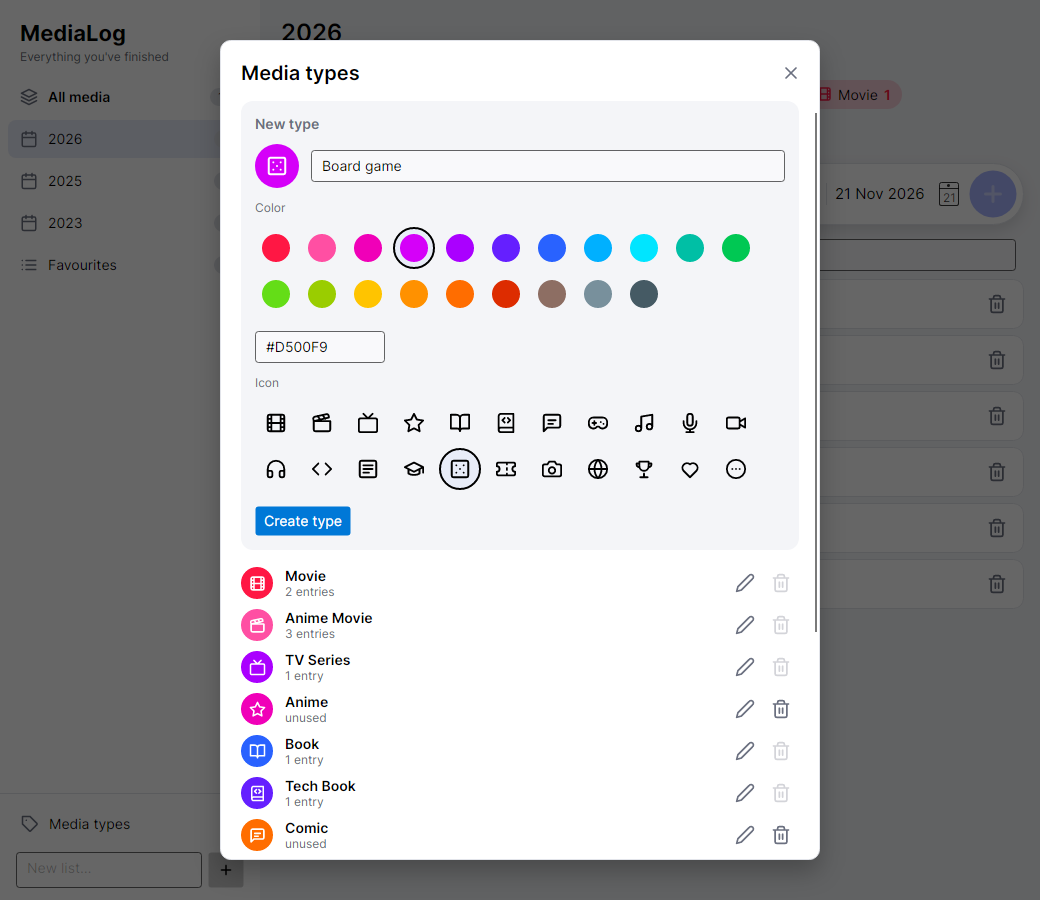 MediaLog
Everything you've finished
All media
2026
2025
2023
Favourites
Media types
New list...
2026
Movie 1
21 Nov 2026
21
Media types
New type
Board game
Color
#D500F9
Icon
Create type
Movie
2 entries
Anime Movie
3 entries
TV Series
1 entry
Anime
unused
Book
1 entry
Tech Book
1 entry
Comic
unused